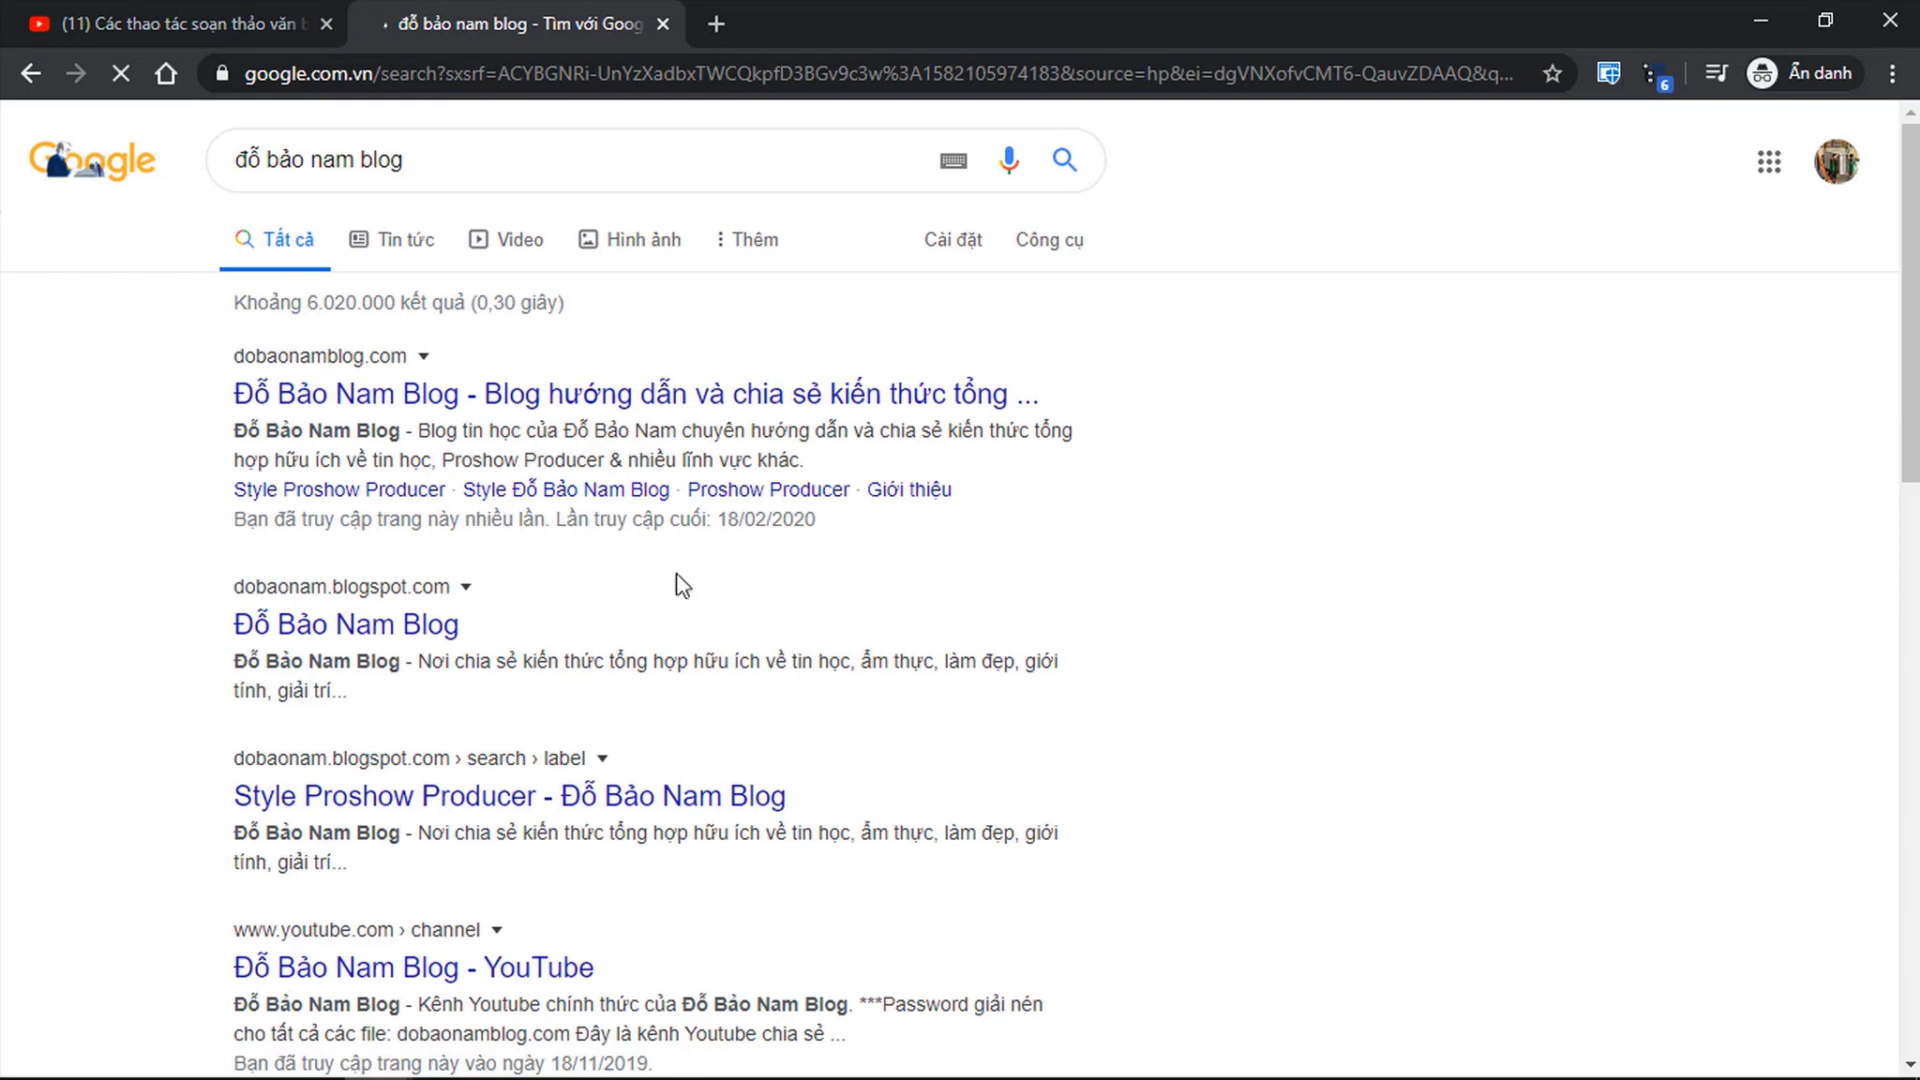 (11) Các thao tác soạn thảo văn b
đỗ bảo nam blog - Tìm với Goog
google.com.vn/search?sxsrf=ACYBGNRi-UnYzXadbxTWCQkpfD3BGv9c3w%3A1582105974183&source=hp&ei=dgVNXofvCMT6-QauvZDAAQ&q...
6
Ẩn danh
Google
đỗ bảo nam blog
Tất cả
Tin tức
Video
Hình ảnh
Thêm
Cài đặt
Công cụ
Khoảng 6.020.000 kết quả (0,30 giây)
dobaonamblog.com
Đỗ Bảo Nam Blog - Blog hướng dẫn và chia sẻ kiến thức tổng ...
Đỗ Bảo Nam Blog - Blog tin học của Đỗ Bảo Nam chuyên hướng dẫn và chia sẻ kiến thức tổng
hợp hữu ích về tin học, Proshow Producer & nhiều lĩnh vực khác.
Style Proshow Producer · Style Đỗ Bảo Nam Blog · Proshow Producer · Giới thiệu
Bạn đã truy cập trang này nhiều lần. Lần truy cập cuối: 18/02/2020
dobaonam.blogspot.com
Đỗ Bảo Nam Blog
Đỗ Bảo Nam Blog - Nơi chia sẻ kiến thức tổng hợp hữu ích về tin học, ẩm thực, làm đẹp, giới
tính, giải trí...
dobaonam.blogspot.com › search › label
Style Proshow Producer - Đỗ Bảo Nam Blog
Đỗ Bảo Nam Blog - Nơi chia sẻ kiến thức tổng hợp hữu ích về tin học, ẩm thực, làm đẹp, giới
tính, giải trí...
www.youtube.com › channel
Đỗ Bảo Nam Blog - YouTube
Đỗ Bảo Nam Blog - Kênh Youtube chính thức của Đỗ Bảo Nam Blog. ***Password giải nén
cho tất cả các file: dobaonamblog.com Đây là kênh Youtube chia sẻ ...
Bạn đã truy cập trang này vào ngày 18/11/2019.